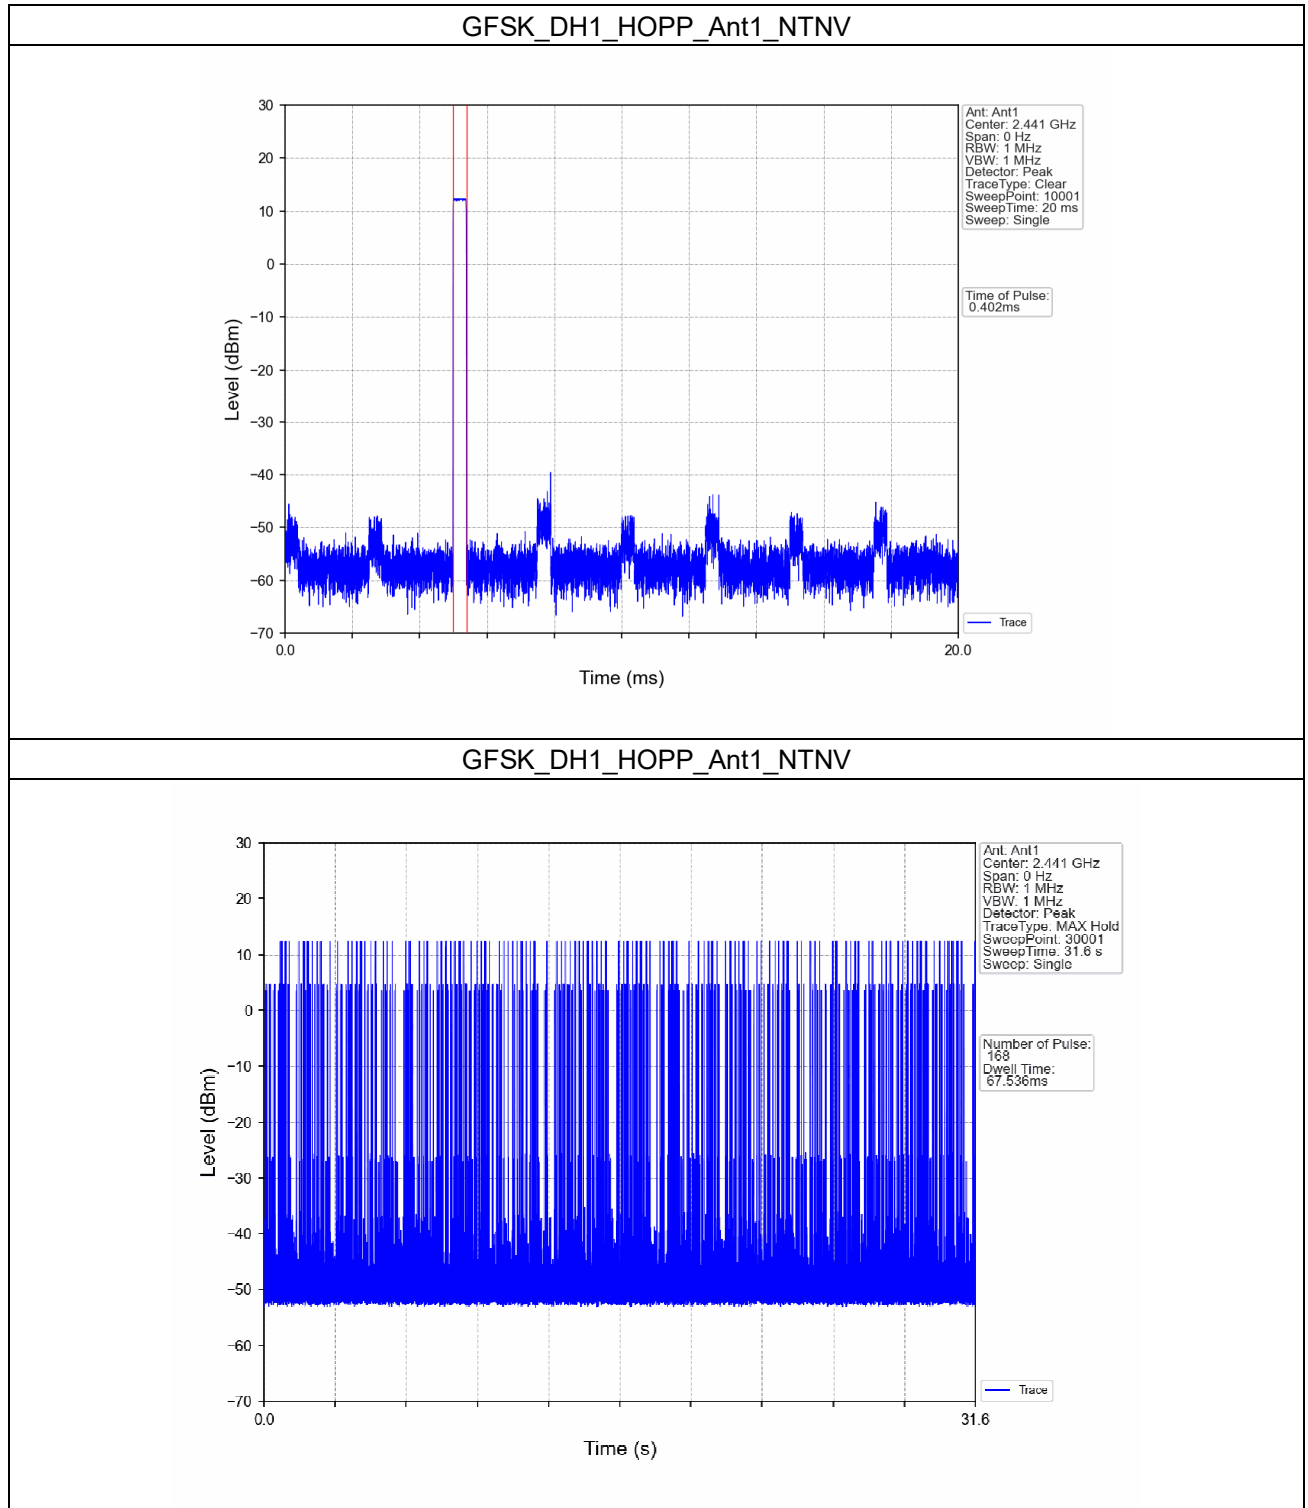 GFSK_DH1_HOPP_Ant1_NTNV
30
20
10
0
−10
−20
−30
−40
−50
−60
−70
Level (dBm)
0.0
20.0
Time (ms)
Ant: Ant1
Center: 2.441 GHz
Span: 0 Hz
RBW: 1 MHz
VBW: 1 MHz
Detector: Peak
TraceType: Clear
SweepPoint: 10001
SweepTime: 20 ms
Sweep: Single
Time of Pulse:
0.402ms
Trace
GFSK_DH1_HOPP_Ant1_NTNV
30
20
10
0
−10
−20
−30
−40
−50
−60
−70
Level (dBm)
0.0
31.6
Time (s)
Ant: Ant1
Center: 2.441 GHz
Span: 0 Hz
RBW: 1 MHz
VBW: 1 MHz
Detector: Peak
TraceType: MAX Hold
SweepPoint: 30001
SweepTime: 31.6 s
Sweep: Single
Number of Pulse:
168
Dwell Time:
67.536ms
Trace